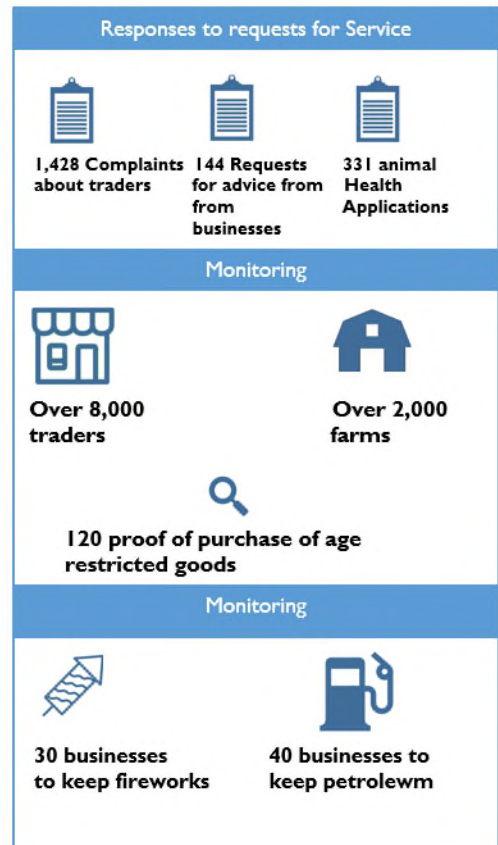 Responses to requests for Service
1,428 Complaints
about traders
144 Requests
for advice from
from
businesses
331 animal
Health
Applications
Monitoring
Over 8,000
traders
Over 2,000
farms
120 proof of purchase of age
restricted goods
Monitoring
30 businesses
to keep fireworks
40 businesses to
keep petrolewm